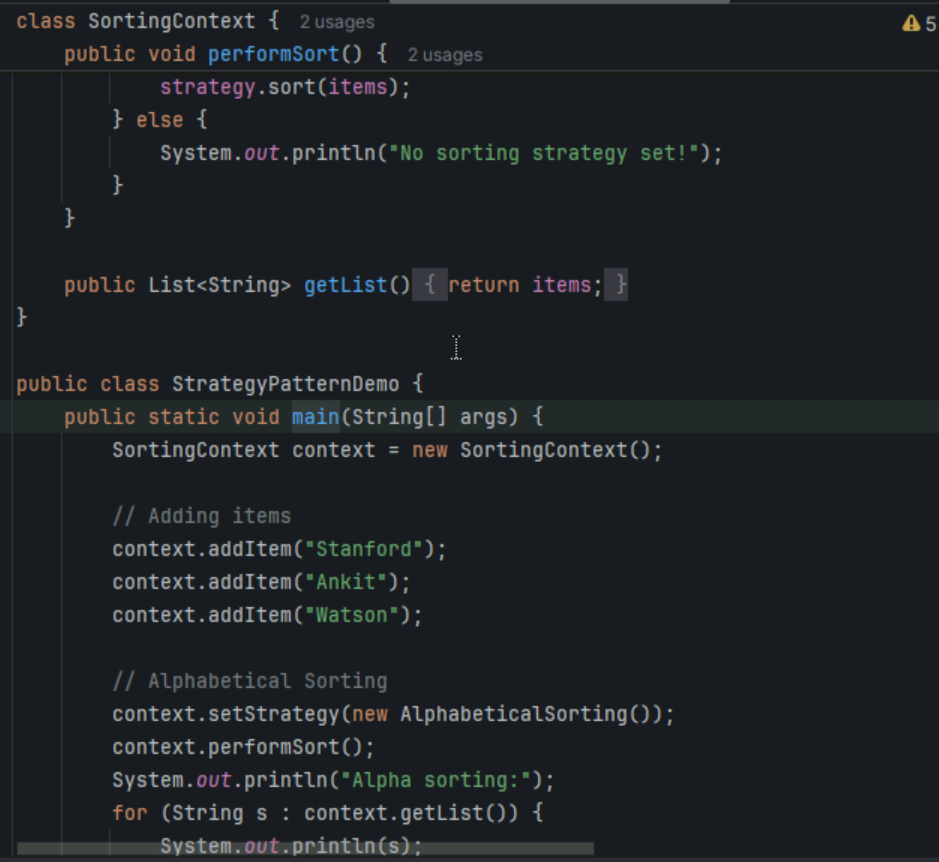 class SortingContext { 2 usages
5
public void performSort() { 2 usages
strategy.sort(items);
} else {
System.out.println("No sorting strategy set!");
}
}
public List<String> getList() { return items; }
}
public class StrategyPatternDemo {
public static void main(String[] args) {
SortingContext context = new SortingContext();
// Adding items
context.addItem("Stanford");
context.addItem("Ankit");
context.addItem("Watson");
// Alphabetical Sorting
context.setStrategy(new AlphabeticalSorting());
context.performSort();
System.out.println("Alpha sorting:");
for (String s : context.getList()) {
System.out.println(s);